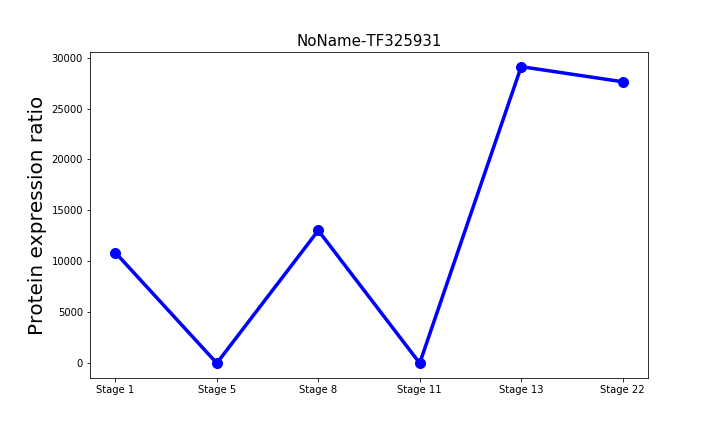 NoName-TF325931
Protein expression ratio
30000
25000
20000
15000
10000
5000
0
Stage 1 Stage 5 Stage 8 Stage 11 Stage 13 Stage 22